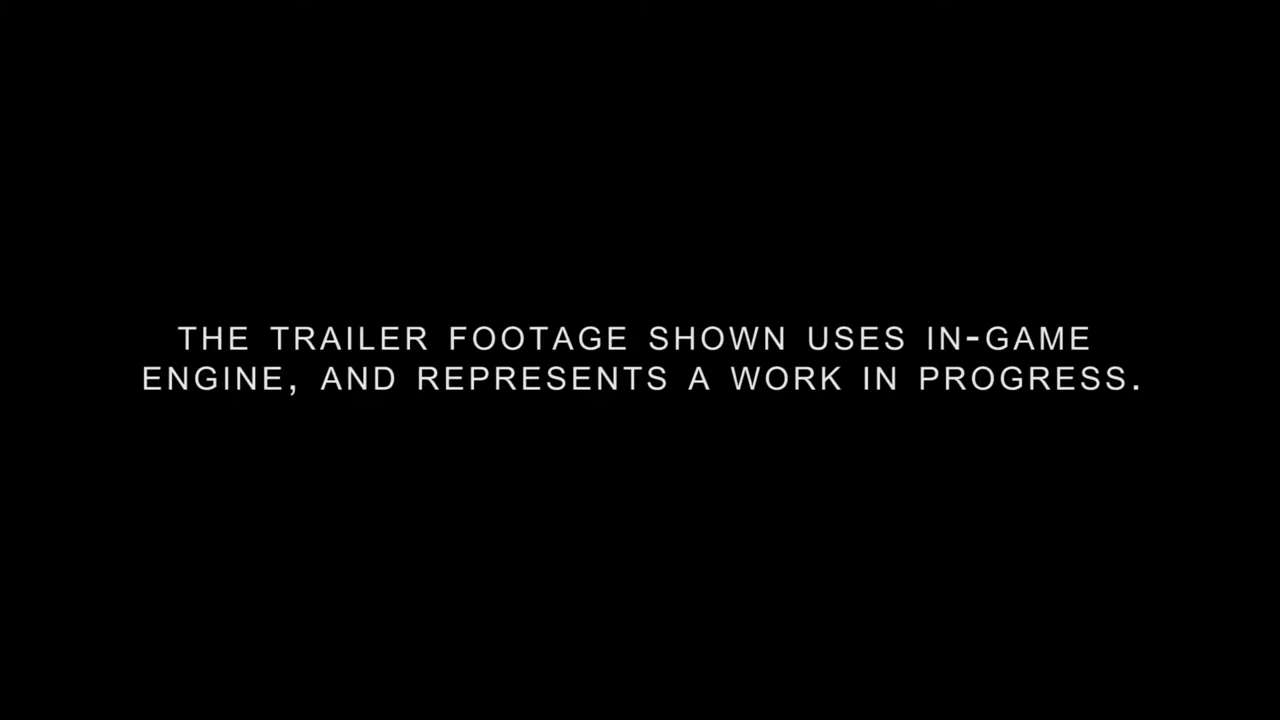 THE TRAILER FOOTAGE SHOWN USES IN-GAME
ENGINE, AND REPRESENTS A WORK IN PROGRESS.